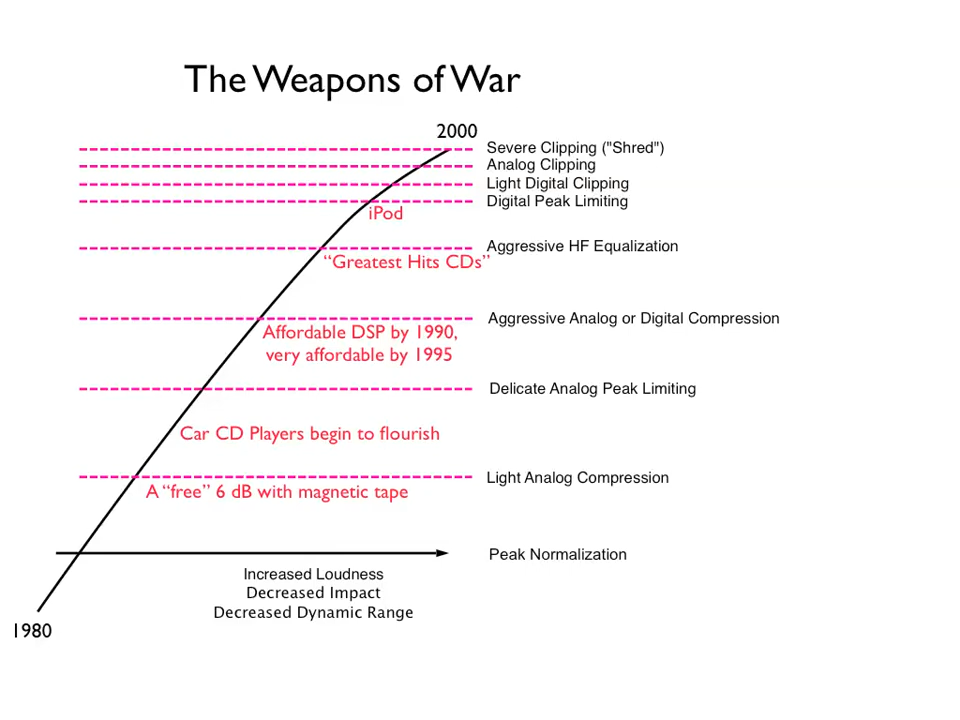 The Weapons of War
2000
Severe Clipping ("Shred")
Analog Clipping
Light Digital Clipping
Digital Peak Limiting
iPod
Aggressive HF Equalization
“Greatest Hits CDs”
Aggressive Analog or Digital Compression
Affordable DSP by 1990,
very affordable by 1995
Delicate Analog Peak Limiting
Car CD Players begin to flourish
Light Analog Compression
A “free” 6 dB with magnetic tape
Peak Normalization
Increased Loudness
Decreased Impact
Decreased Dynamic Range
1980